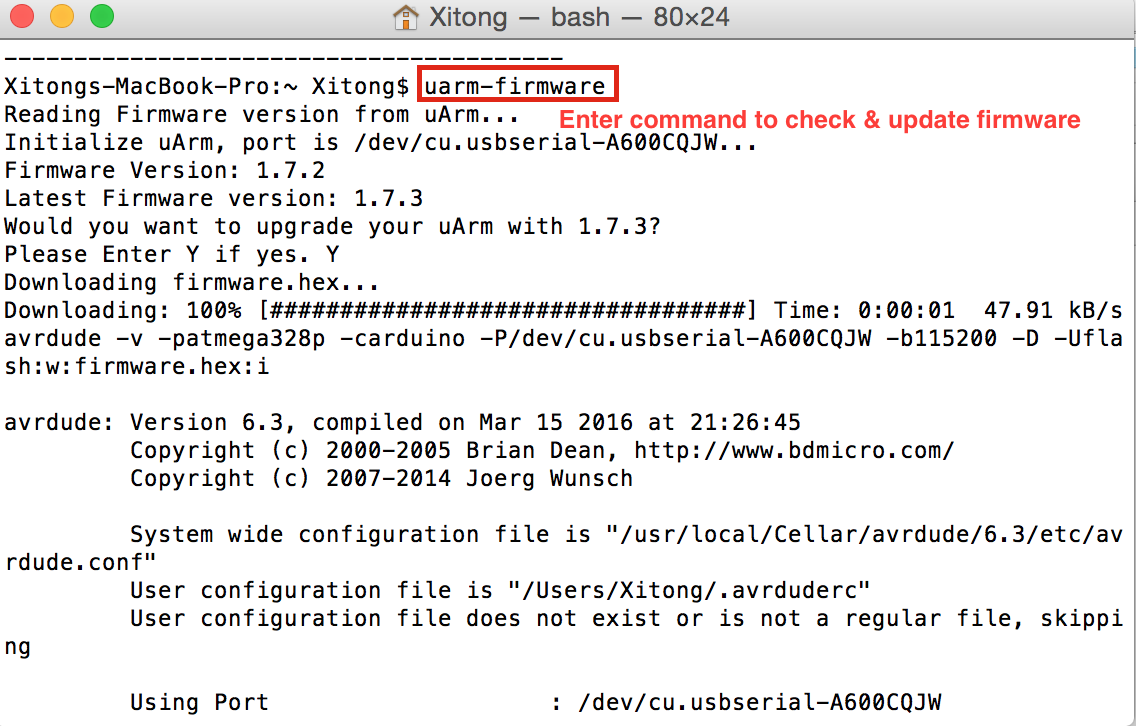 Xitong — bash — 80×24
----------------------------------------
Xitongs-MacBook-Pro:~ Xitong$ uarm-firmware
Reading Firmware version from uArm...
Enter command to check & update firmware
Initialize uArm, port is /dev/cu.usbserial-A600CQJW...
Firmware Version: 1.7.2
Latest Firmware version: 1.7.3
Would you want to upgrade your uArm with 1.7.3?
Please Enter Y if yes. Y
Downloading firmware.hex...
Downloading: 100% [##################################] Time: 0:00:01  47.91 kB/s
avrdude -v -patmega328p -carduino -P/dev/cu.usbserial-A600CQJW -b115200 -D -Ufla
sh:w:firmware.hex:i
avrdude: Version 6.3, compiled on Mar 15 2016 at 21:26:45
Copyright (c) 2000-2005 Brian Dean, http://www.bdmicro.com/
Copyright (c) 2007-2014 Joerg Wunsch
System wide configuration file is "/usr/local/Cellar/avrdude/6.3/etc/av
rdude.conf"
User configuration file is "/Users/Xitong/.avrduderc"
User configuration file does not exist or is not a regular file, skippi
ng
Using Port                    : /dev/cu.usbserial-A600CQJW